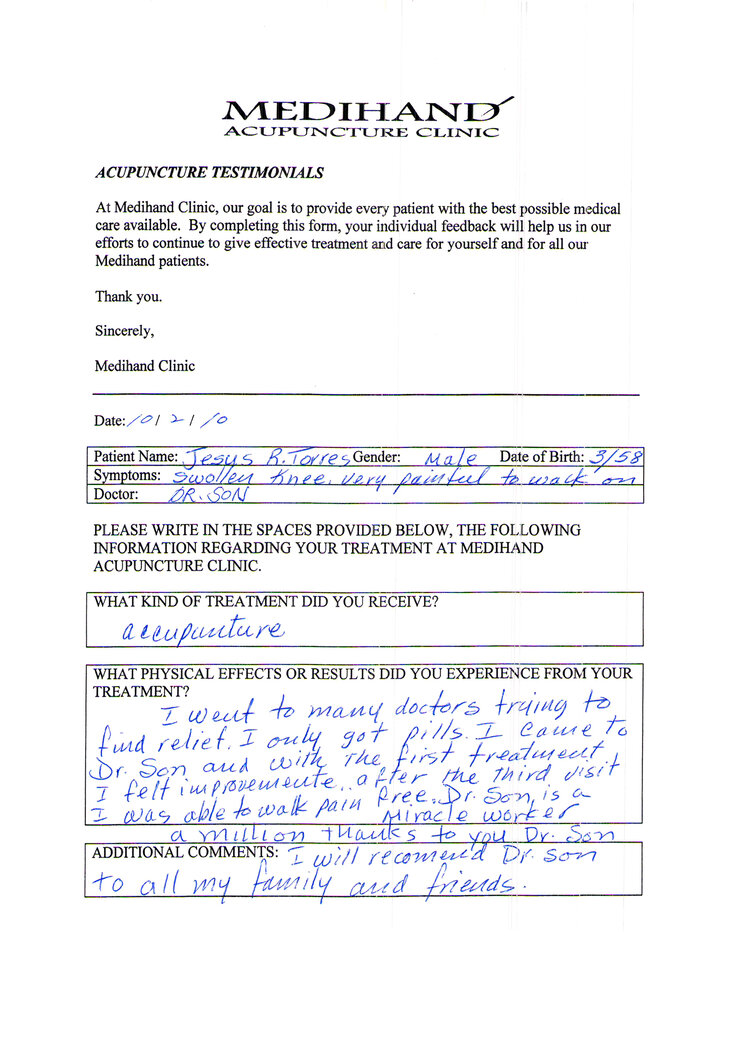 MEDIHAND
ACUPUNCTURE CLINIC
ACUPUNCTURE TESTIMONIALS
At Medihand Clinic, our goal is to provide every patient with the best possible medical
care available. By completing this form, your individual feedback will help us in our
efforts to continue to give effective treatment and care for yourself and for all our
Medihand patients.
Thank you.
Sincerely,
Medihand Clinic
Date: 10 / 2 / 10
Patient Name: Jesus R. Torres Gender: Male Date of Birth: 3/58
Symptoms: Swollen Knee, very painful to walk on
Doctor: DR. SON
PLEASE WRITE IN THE SPACES PROVIDED BELOW, THE FOLLOWING
INFORMATION REGARDING YOUR TREATMENT AT MEDIHAND
ACUPUNCTURE CLINIC.
WHAT KIND OF TREATMENT DID YOU RECEIVE?
accupunture
WHAT PHYSICAL EFFECTS OR RESULTS DID YOU EXPERIENCE FROM YOUR
TREATMENT?
I went to many doctors trying to
find relief. I only got pills. I came to
Dr. Son and with the first treatment
I felt improvemente, after the third visit
I was able to walk pain free. Dr. Son is a
Miracle worker
a million thanks to you Dr. Son
ADDITIONAL COMMENTS: I will recomend Dr. Son
to all my family and friends.